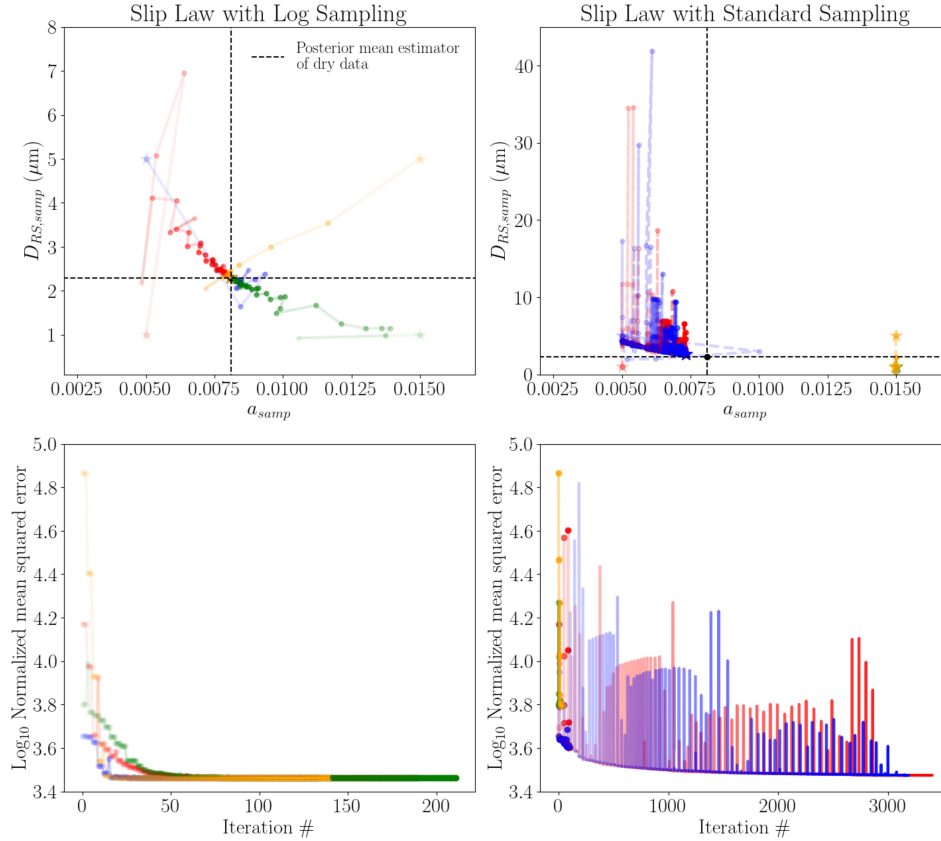 Slip Law with Log Sampling
8
7
6
5
4
3
2
1
D_{RS,samp} (μm)
Posterior mean estimator
of dry data
0.0025 0.0050 0.0075 0.0100 0.0125 0.0150
a_{samp}
Slip Law with Standard Sampling
40
30
20
10
0
D_{RS,samp} (μm)
0.0025 0.0050 0.0075 0.0100 0.0125 0.0150
a_{samp}
5.0
4.8
4.6
4.4
4.2
4.0
3.8
3.6
3.4
Log₁₀ Normalized mean squared error
0 50 100 150 200
Iteration #
5.0
4.8
4.6
4.4
4.2
4.0
3.8
3.6
3.4
Log₁₀ Normalized mean squared error
0 1000 2000 3000
Iteration #